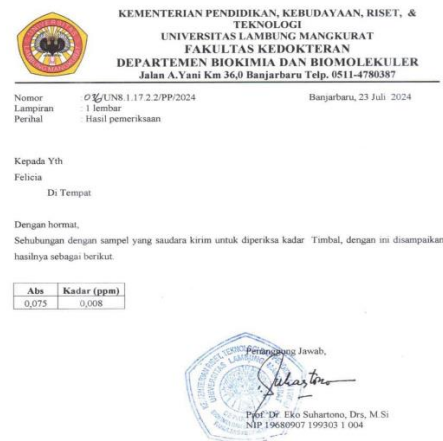 KEMENTERIAN PENDIDIKAN, KEBUDAYAAN, RISET, &
TEKNOLOGI
UNIVERSITAS LAMBUNG MANGKURAT
FAKULTAS KEDOKTERAN
DEPARTEMEN BIOKIMIA DAN BIOMOLEKULER
Jalan A.Yani Km 36,0 Banjarbaru Telp. 0511-4780387
Nomor : /UN8.1.17.2.2/PP/2024 Banjarbaru, 23 Juli 2024
Lampiran : 1 lembar
Perihal : Hasil pemeriksaan
Kepada Yth
Felicia
Di Tempat
Dengan hormat,
Sehubungan dengan sampel yang saudara kirim untuk diperiksa kadar Timbal, dengan ini disampaikan
hasilnya sebagai berikut.
Abs Kadar (ppm)
0,075 0,008
Penanggung Jawab,
Suhartono
Prof. Dr. Eko Suhartono, Drs, M.Si
NIP 19680907 199303 1 004